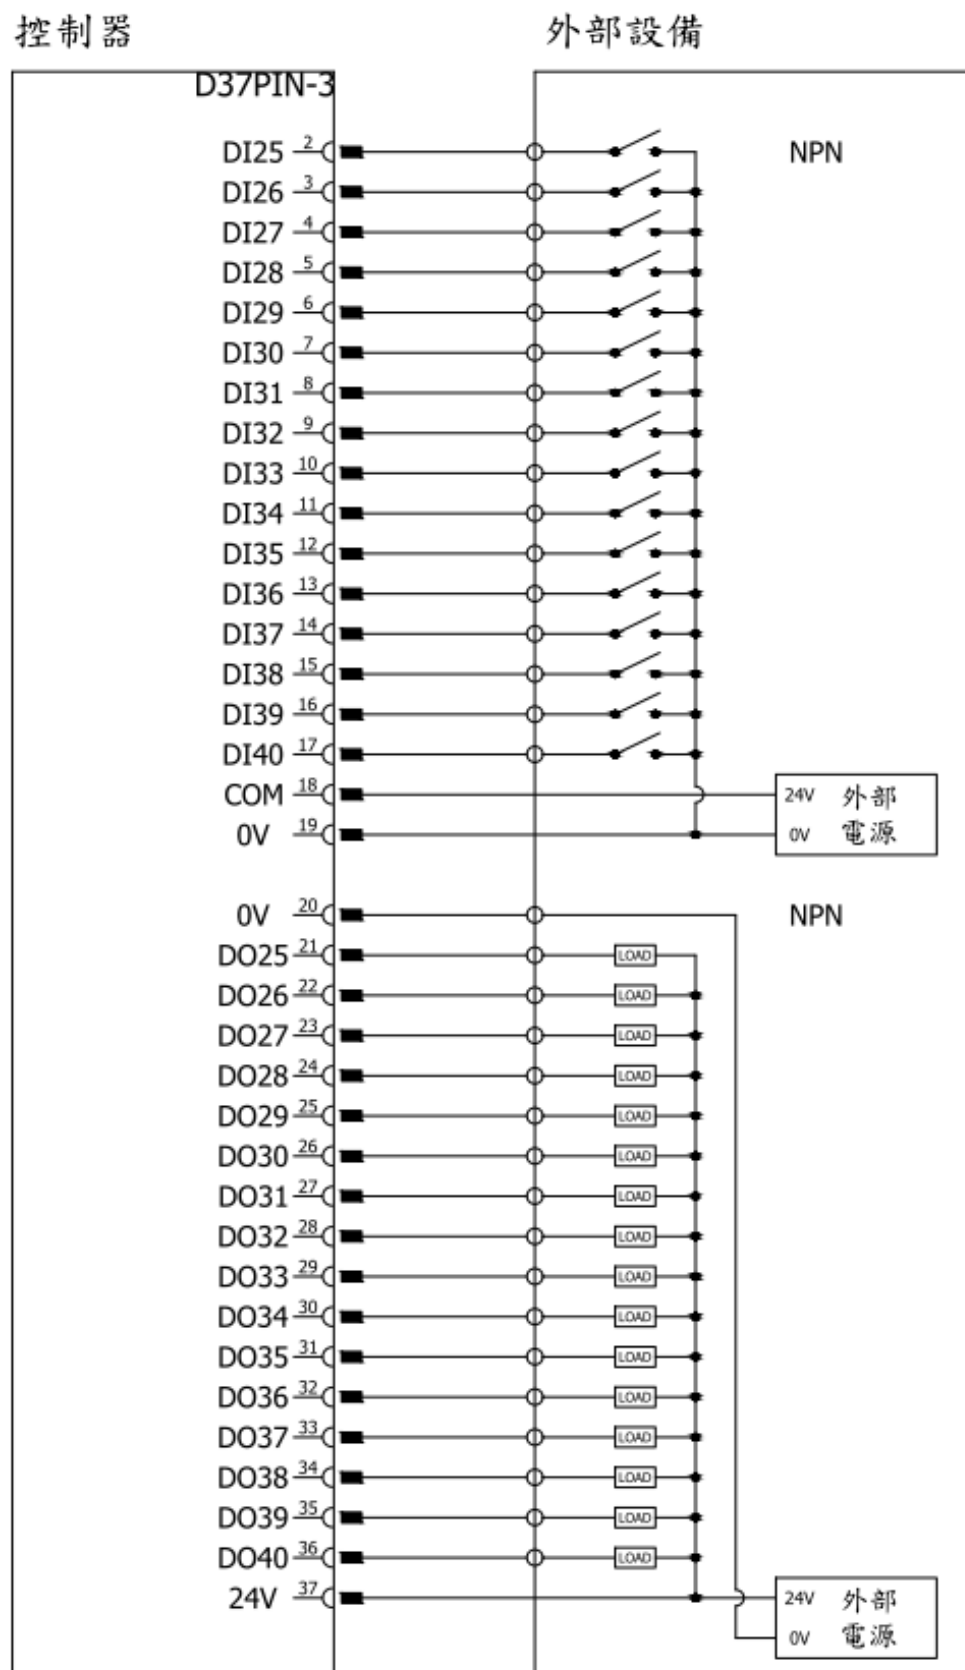 控制器 外部設備
D37PIN-3
DI25 2 NPN
DI26 3
DI27 4
DI28 5
DI29 6
DI30 7
DI31 8
DI32 9
DI33 10
DI34 11
DI35 12
DI36 13
DI37 14
DI38 15
DI39 16
DI40 17
COM 18 24V 外部
0V 19 0V 電源
0V 20 NPN
DO25 21 LOAD
DO26 22 LOAD
DO27 23 LOAD
DO28 24 LOAD
DO29 25 LOAD
DO30 26 LOAD
DO31 27 LOAD
DO32 28 LOAD
DO33 29 LOAD
DO34 30 LOAD
DO35 31 LOAD
DO36 32 LOAD
DO37 33 LOAD
DO38 34 LOAD
DO39 35 LOAD
DO40 36 LOAD
24V 37 24V 外部
0V 電源